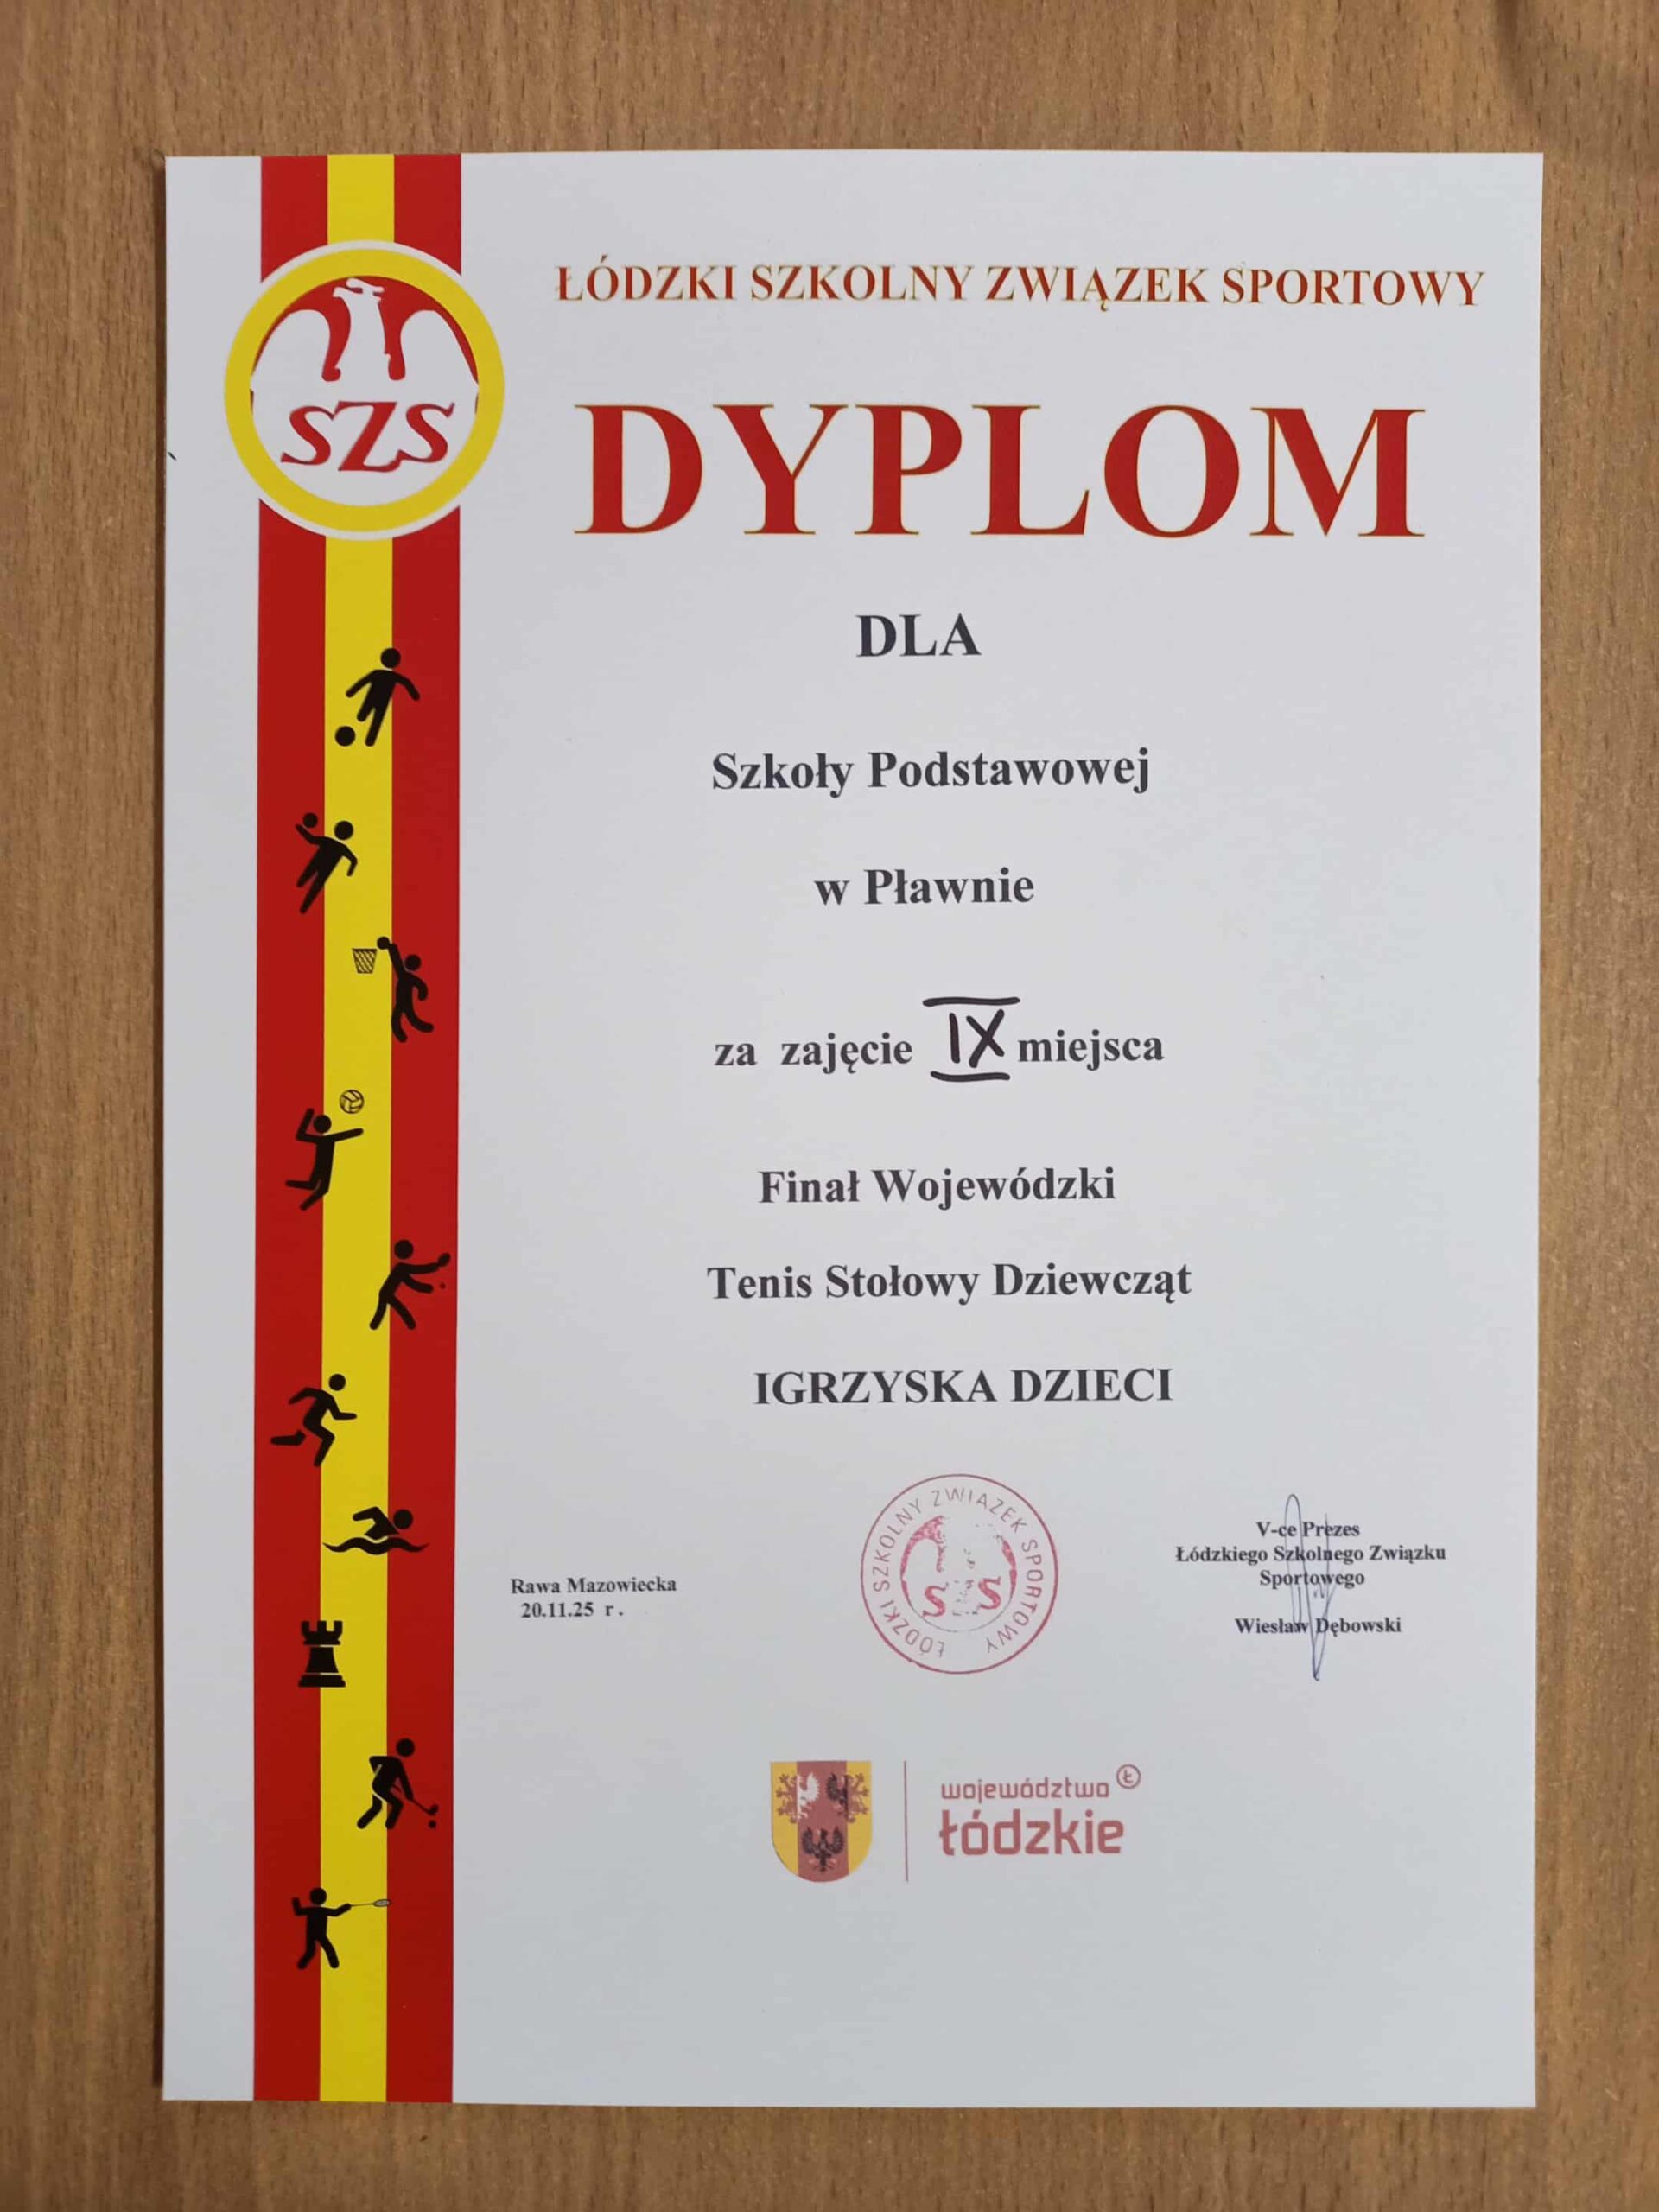 ŁÓDZKI SZKOLNY ZWIĄZEK SPORTOWY
SZS
DYPLOM
DLA
Szkoły Podstawowej
w Pławnie
za zajęcie IX miejsca
Finał Wojewódzki
Tenis Stołowy Dziewcząt
IGRZYSKA DZIECI
Rawa Mazowiecka
20.11.25 r.
ŁÓDZKI SZKOLNY ZWIĄZEK SPORTOWY
S S
V-ce Prezes
Łódzkiego Szkolnego Związku
Sportowego
Wiesław Dębowski
województwo Ł
łódzkie